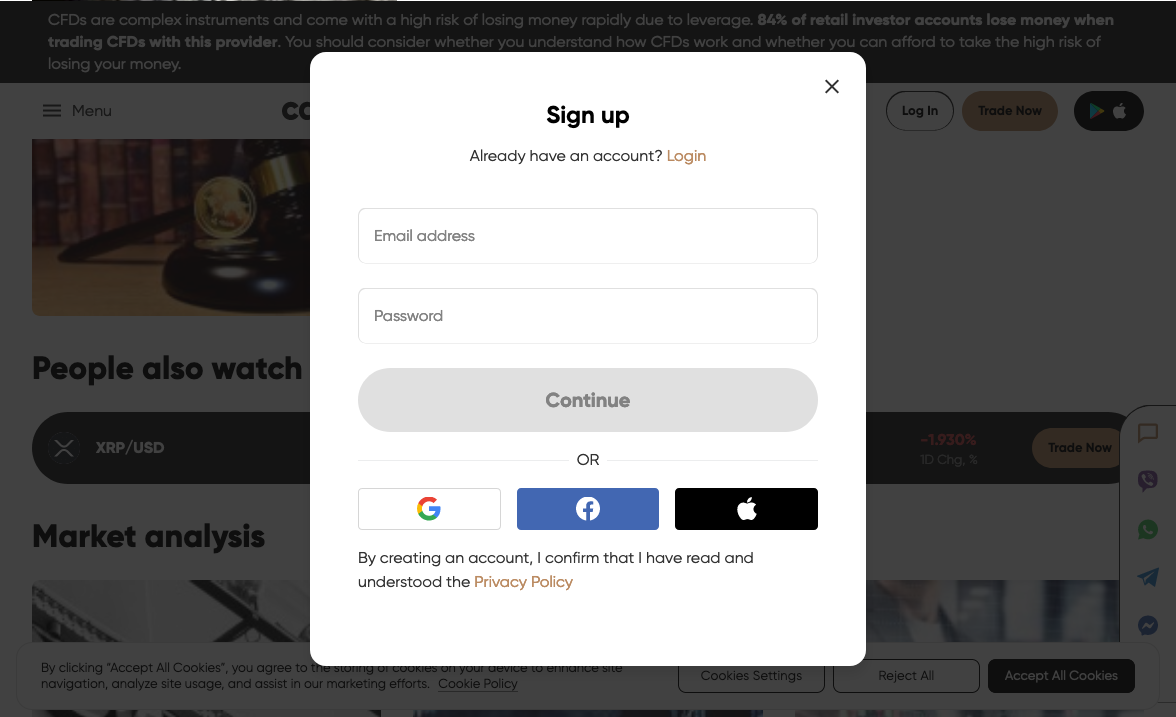 CFDs are complex instruments and come with a high risk of losing money rapidly due to leverage. 84% of retail investor accounts lose money when
trading CFDs with this provider. You should consider whether you understand how CFDs work and whether you can afford to take the high risk of
losing your money.
Menu
Log In
Trade Now
Sign up
Already have an account? Login
Email address
Password
Continue
OR
By creating an account, I confirm that I have read and
understood the Privacy Policy
People also watch
XRP/USD
-1.930%
1D Chg, %
Trade Now
Market analysis
By clicking “Accept All Cookies”, you agree to the storing of cookies on your device to enhance site
navigation, analyze site usage, and assist in our marketing efforts. Cookie Policy
Cookies Settings
Reject All
Accept All Cookies